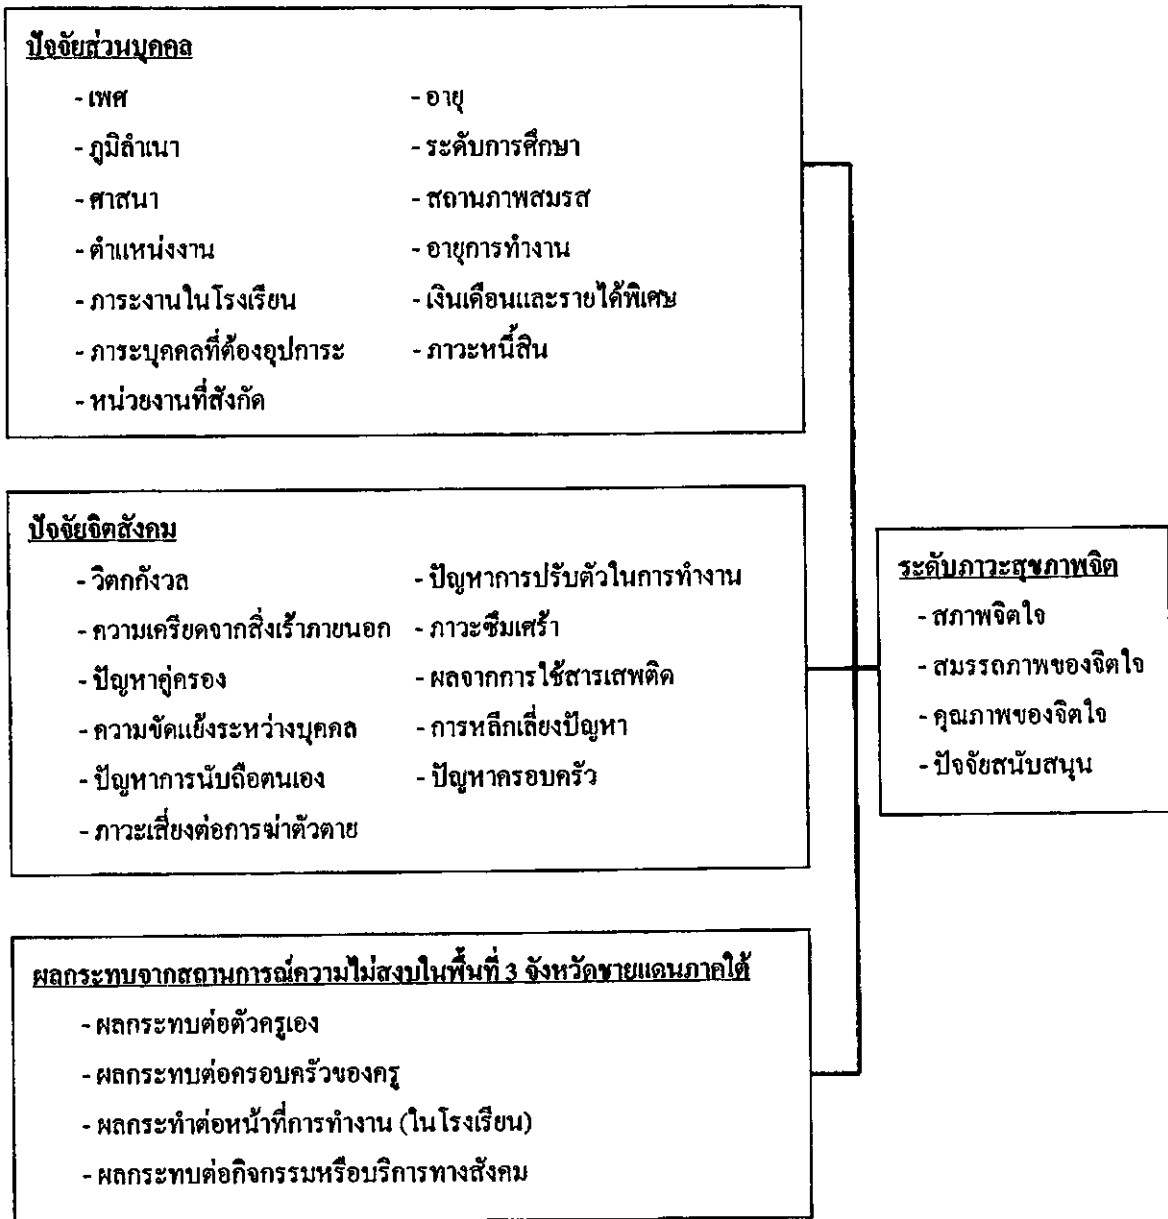 ปัจจัยส่วนบุคคล
- เพศ - อายุ
- ภูมิลำเนา - ระดับการศึกษา
- ศาสนา - สถานภาพสมรส
- ตำแหน่งงาน - อายุการทำงาน
- ภาระงานในโรงเรียน - เงินเดือนและรายได้พิเศษ
- ภาระบุคคลที่ต้องอุปการะ - ภาวะหนี้สิน
- หน่วยงานที่สังกัด
ปัจจัยจิตสังคม
- วิตกกังวล - ปัญหาการปรับตัวในการทำงาน
- ความเครียดจากสิ่งเร้าภายนอก - ภาวะซึมเศร้า
- ปัญหาคู่ครอง - ผลจากการใช้สารเสพติด
- ความขัดแย้งระหว่างบุคคล - การหลีกเลี่ยงปัญหา
- ปัญหาการนับถือตนเอง - ปัญหาครอบครัว
- ภาวะเสี่ยงต่อการฆ่าตัวตาย
ผลกระทบจากสถานการณ์ความไม่สงบในพื้นที่ 3 จังหวัดชายแดนภาคใต้
- ผลกระทบต่อตัวครูเอง
- ผลกระทบต่อครอบครัวของครู
- ผลกระทำต่อหน้าที่การทำงาน (ในโรงเรียน)
- ผลกระทบต่อกิจกรรมหรือบริการทางสังคม
ระดับภาวะสุขภาพจิต
- สภาพจิตใจ
- สมรรถภาพของจิตใจ
- คุณภาพของจิตใจ
- ปัจจัยสนับสนุน